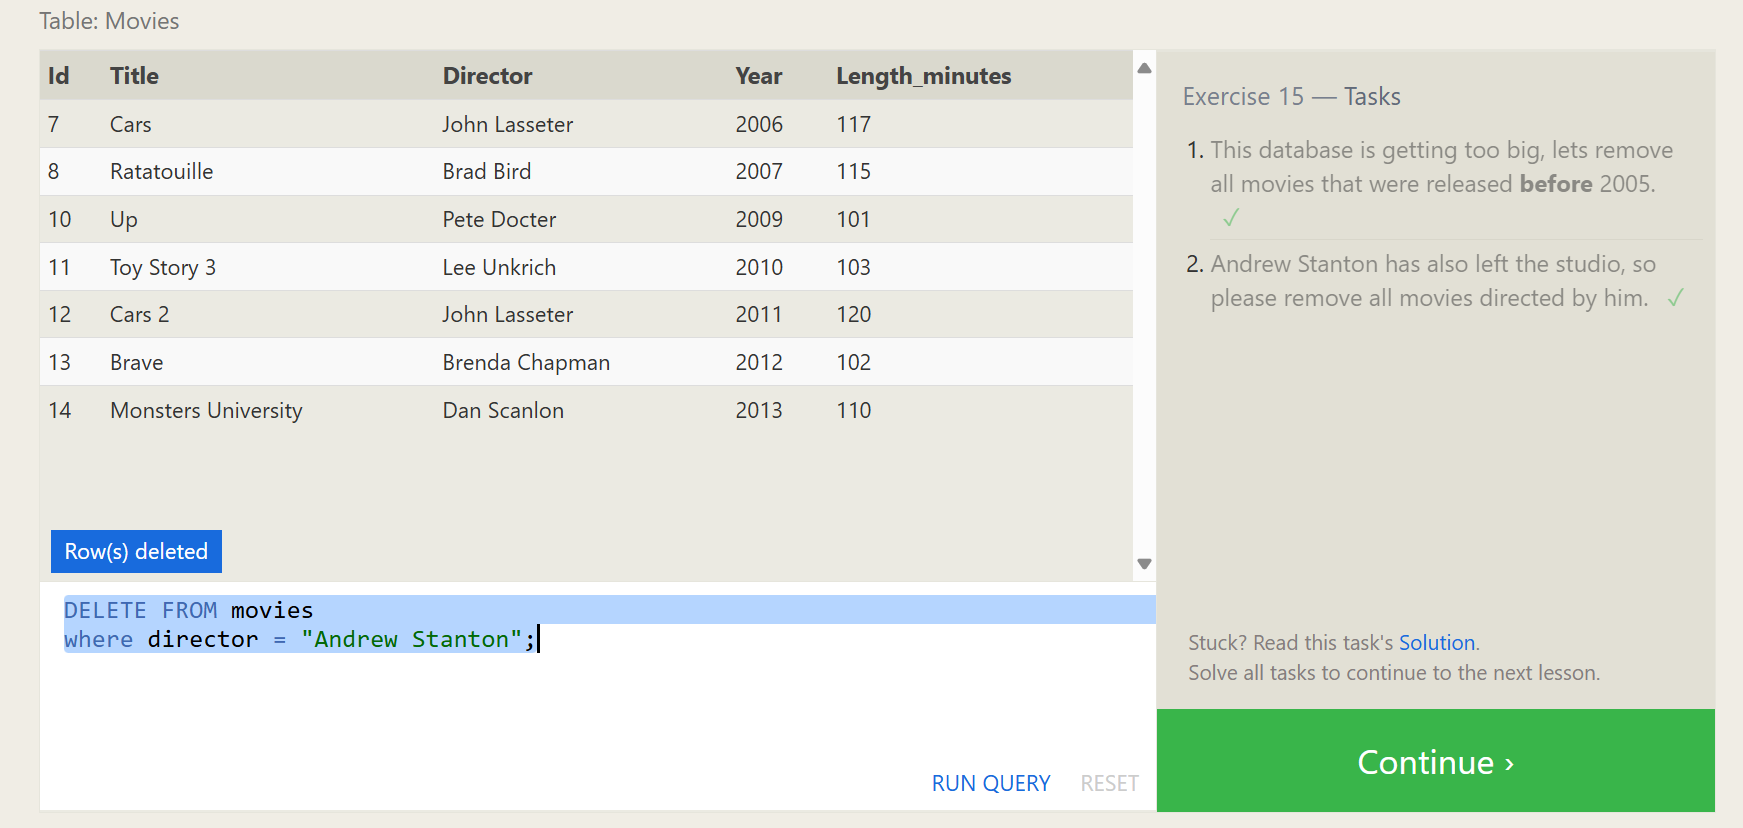 Table: Movies
Id Title Director Year Length_minutes
7 Cars John Lasseter 2006 117
8 Ratatouille Brad Bird 2007 115
10 Up Pete Docter 2009 101
11 Toy Story 3 Lee Unkrich 2010 103
12 Cars 2 John Lasseter 2011 120
13 Brave Brenda Chapman 2012 102
14 Monsters University Dan Scanlon 2013 110
Row(s) deleted
DELETE FROM movies
where director = "Andrew Stanton";
RUN QUERY RESET
Exercise 15 — Tasks
1. This database is getting too big, lets remove
all movies that were released before 2005.
✓
2. Andrew Stanton has also left the studio, so
please remove all movies directed by him. ✓
Stuck? Read this task's Solution.
Solve all tasks to continue to the next lesson.
Continue ›